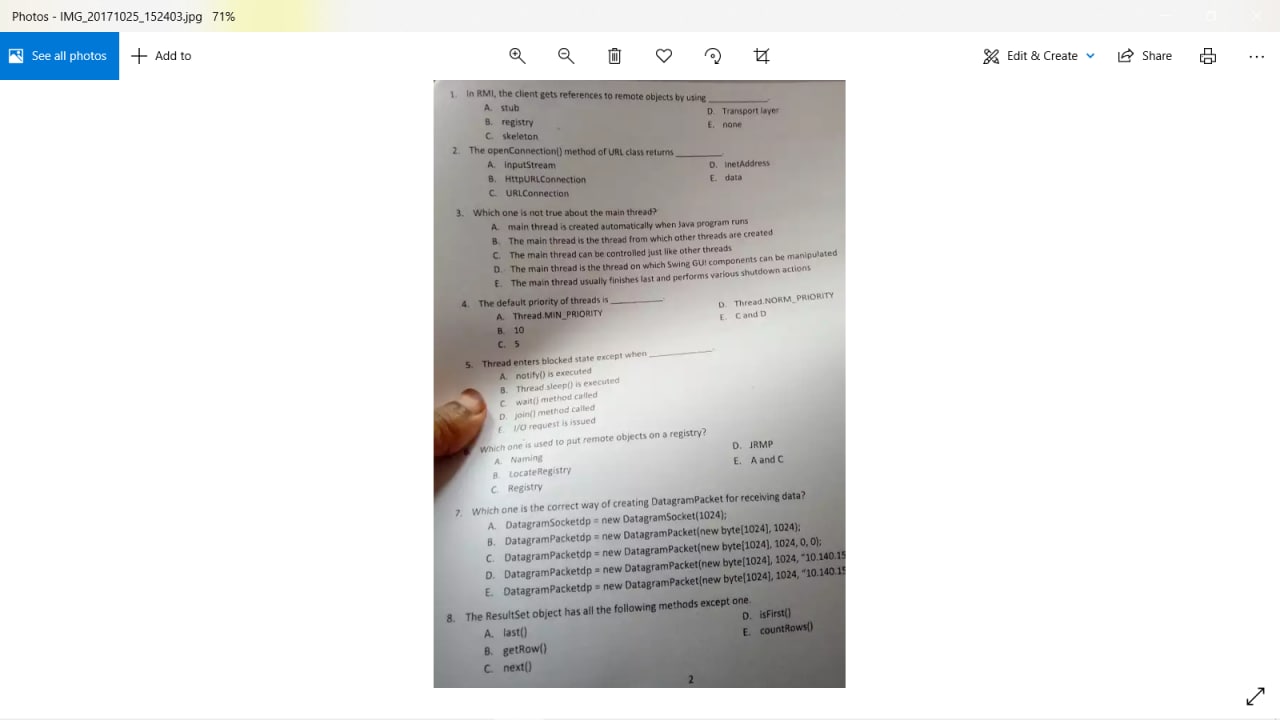 Photos - IMG_20171025_152403.jpg 71%
See all photos
Add to
Edit & Create
Share
1. In RMI, the client gets references to remote objects by using ____________.
A. stub
D. Transport layer
B. registry
E. none
C. skeleton
2. The openConnection() method of URL class returns _________.
A. InputStream
D. InetAddress
B. HttpURLConnection
E. data
C. URLConnection
3. Which one is not true about the main thread?
A. main thread is created automatically when Java program runs
B. The main thread is the thread from which other threads are created
C. The main thread can be controlled just like other threads
D. The main thread is the thread on which Swing GUI components can be manipulated
E. The main thread usually finishes last and performs various shutdown actions
4. The default priority of threads is __________.
A. Thread.MIN_PRIORITY
D. Thread.NORM_PRIORITY
B. 10
E. C and D
C. 5
5. Thread enters blocked state except when ____________.
A. notify() is executed
B. Thread sleep() is executed
C. wait() method called
D. join() method called
E. I/O request is issued
Which one is used to put remote objects on a registry?
A. Naming
D. JRMP
B. LocateRegistry
E. A and C
C. Registry
7. Which one is the correct way of creating DatagramPacket for receiving data?
A. DatagramSocketdp = new DatagramSocket(1024);
B. DatagramPacketdp = new DatagramPacket(new byte[1024], 1024);
C. DatagramPacketdp = new DatagramPacket(new byte[1024], 1024, 0, 0);
D. DatagramPacketdp = new DatagramPacket(new byte[1024], 1024, "10.140.15
E. DatagramPacketdp = new DatagramPacket(new byte[1024], 1024, "10.140.15
8. The ResultSet object has all the following methods except one.
A. last()
D. isFirst()
B. getRow()
E. countRows()
C. next()
2